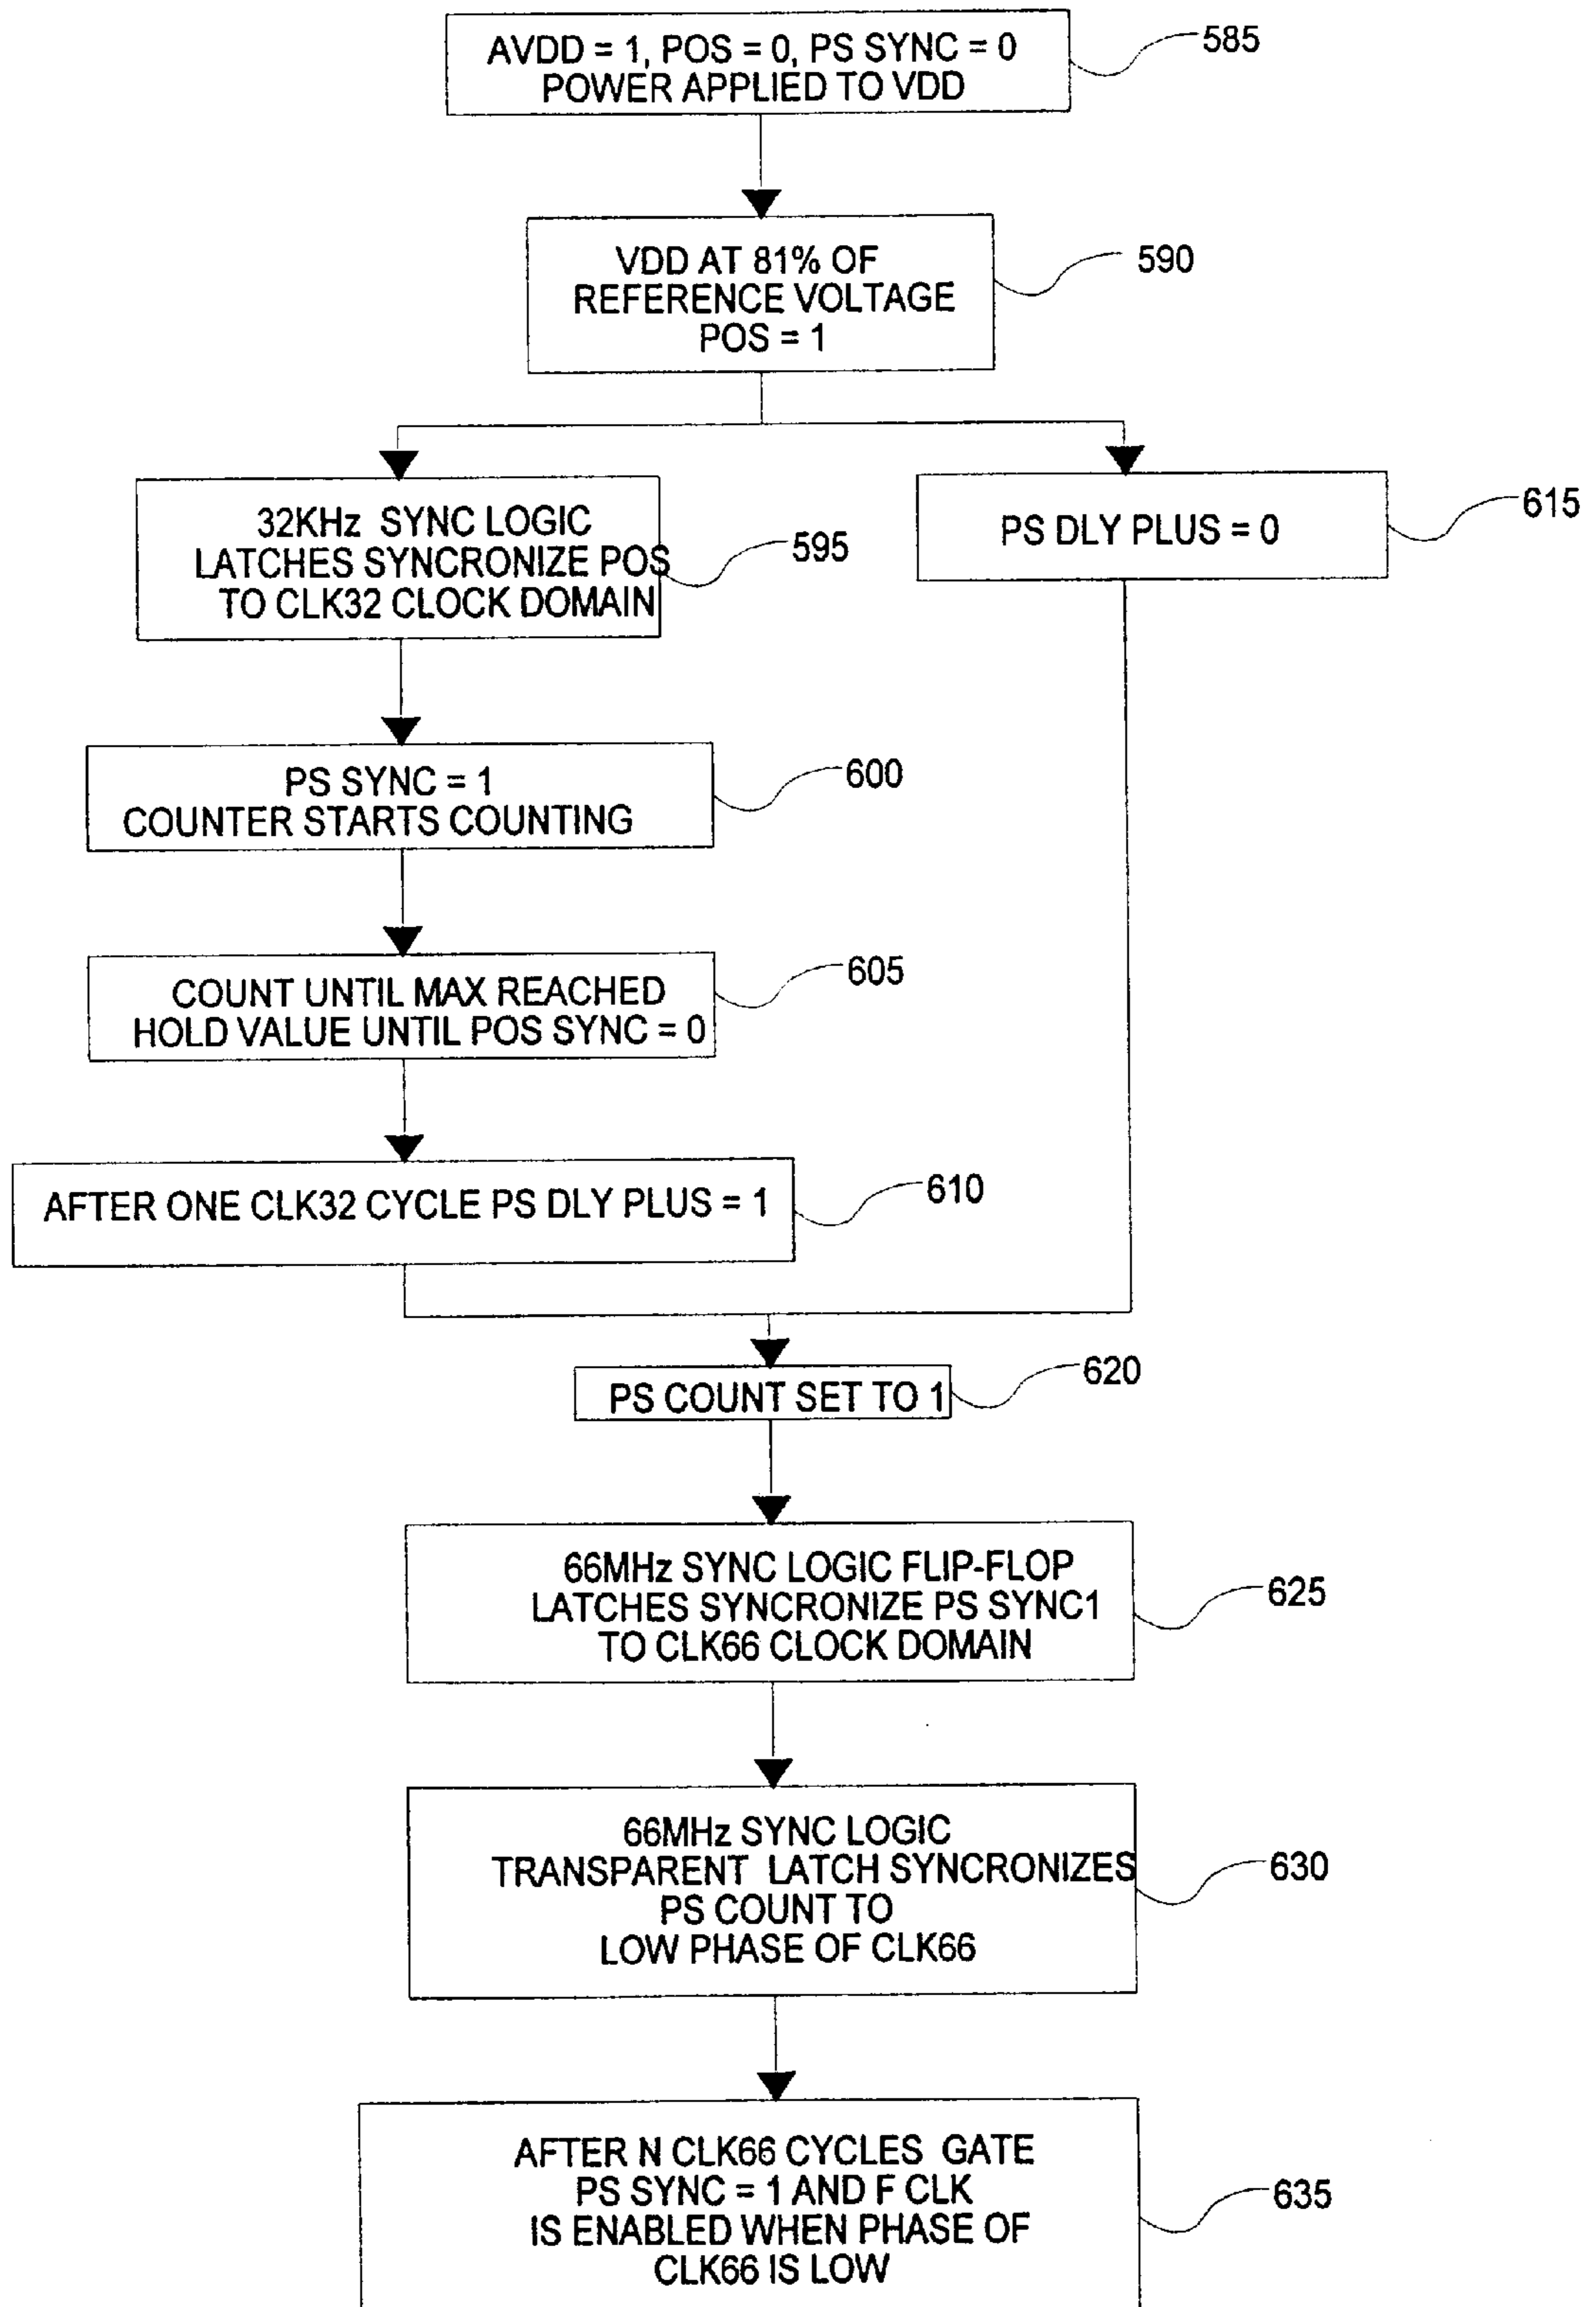 AVDD = 1, POS = 0, PS SYNC = 0
POWER APPLIED TO VDD
585
VDD AT 81% OF
REFERENCE VOLTAGE
POS = 1
590
32KHz SYNC LOGIC
LATCHES SYNCRONIZE POS
TO CLK32 CLOCK DOMAIN
595
PS DLY PLUS = 0
615
PS SYNC = 1
COUNTER STARTS COUNTING
600
COUNT UNTIL MAX REACHED
HOLD VALUE UNTIL POS SYNC = 0
605
AFTER ONE CLK32 CYCLE PS DLY PLUS = 1
610
PS COUNT SET TO 1
620
66MHz SYNC LOGIC FLIP-FLOP
LATCHES SYNCRONIZE PS SYNC1
TO CLK66 CLOCK DOMAIN
625
66MHz SYNC LOGIC
TRANSPARENT LATCH SYNCRONIZES
PS COUNT TO
LOW PHASE OF CLK66
630
AFTER N CLK66 CYCLES GATE
PS SYNC = 1 AND F CLK
IS ENABLED WHEN PHASE OF
CLK66 IS LOW
635